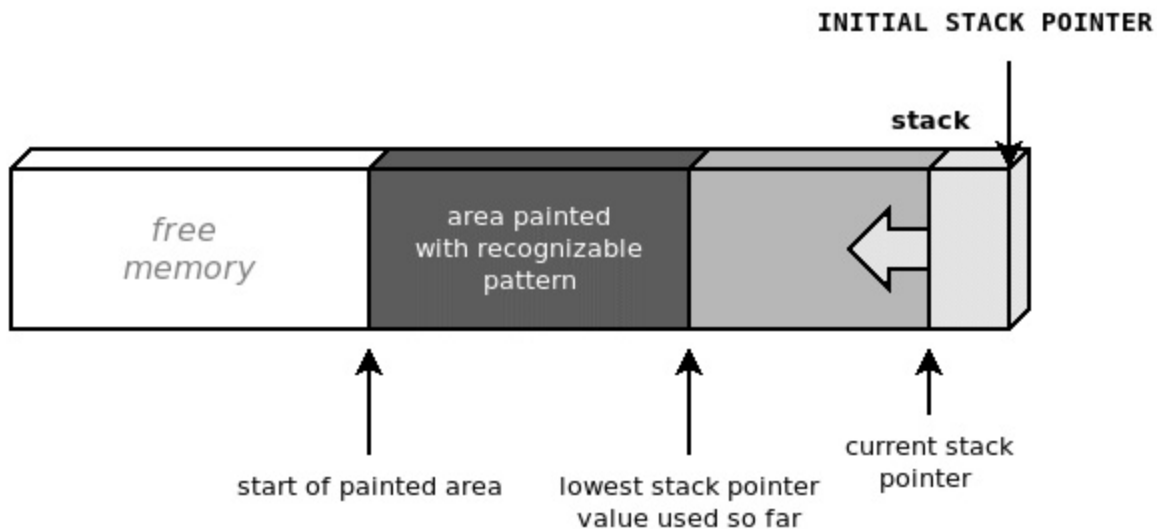 INITIAL STACK POINTER
stack
free
memory
area painted
with recognizable
pattern
start of painted area
lowest stack pointer
value used so far
current stack
pointer